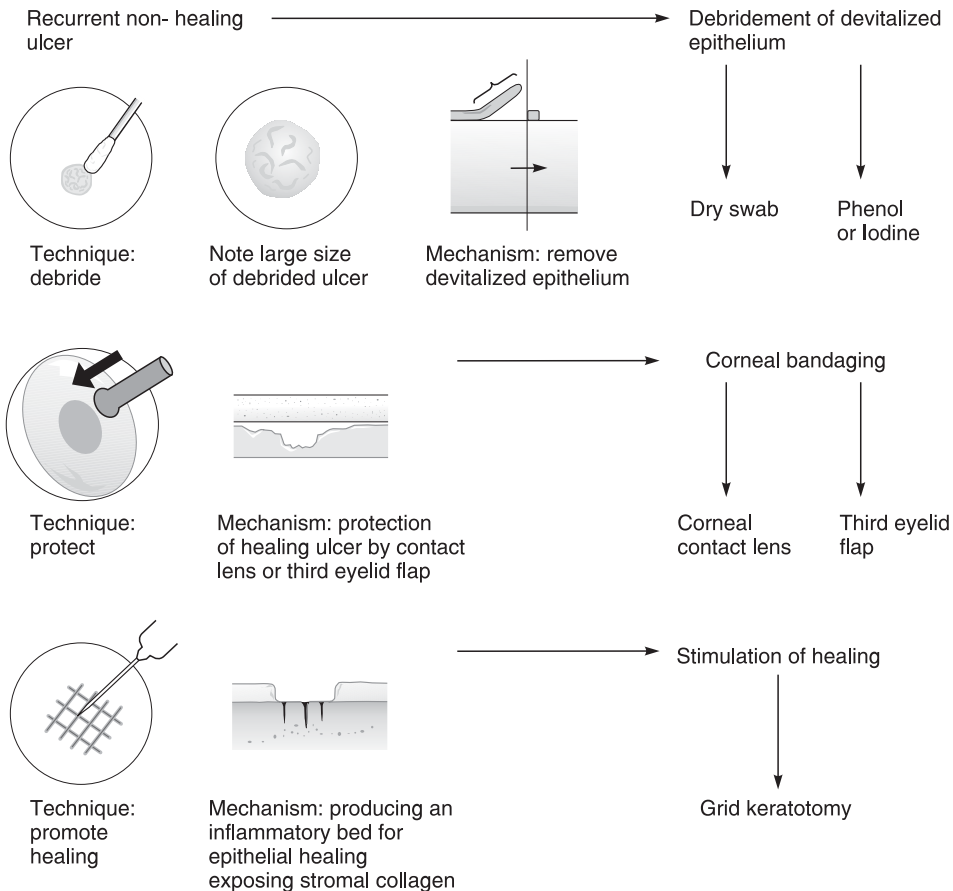 Recurrent non- healing
ulcer
Debridement of devitalized
epithelium
Dry swab
Phenol
or Iodine
Technique:
debride
Note large size
of debrided ulcer
Mechanism: remove
devitalized epithelium
Corneal bandaging
Technique:
protect
Mechanism: protection
of healing ulcer by contact
lens or third eyelid flap
Corneal
contact lens
Third eyelid
flap
Stimulation of healing
Technique:
promote
healing
Mechanism: producing an
inflammatory bed for
epithelial healing
exposing stromal collagen
Grid keratotomy